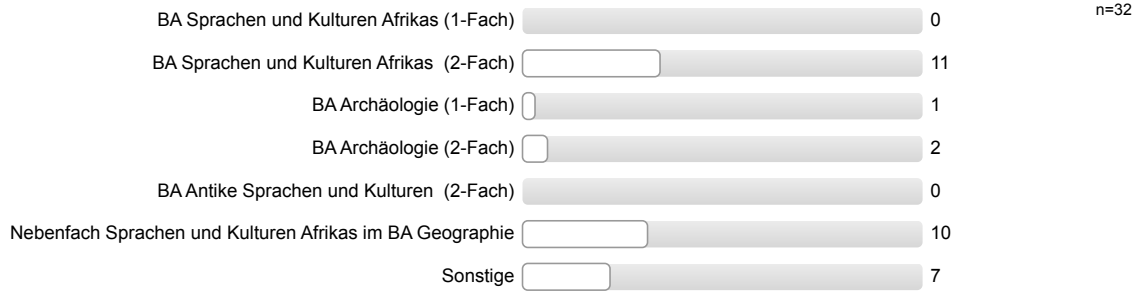 BA Sprachen und Kulturen Afrikas (1-Fach) 0 n=32
BA Sprachen und Kulturen Afrikas (2-Fach) 11
BA Archäologie (1-Fach) 1
BA Archäologie (2-Fach) 2
BA Antike Sprachen und Kulturen (2-Fach) 0
Nebenfach Sprachen und Kulturen Afrikas im BA Geographie 10
Sonstige 7